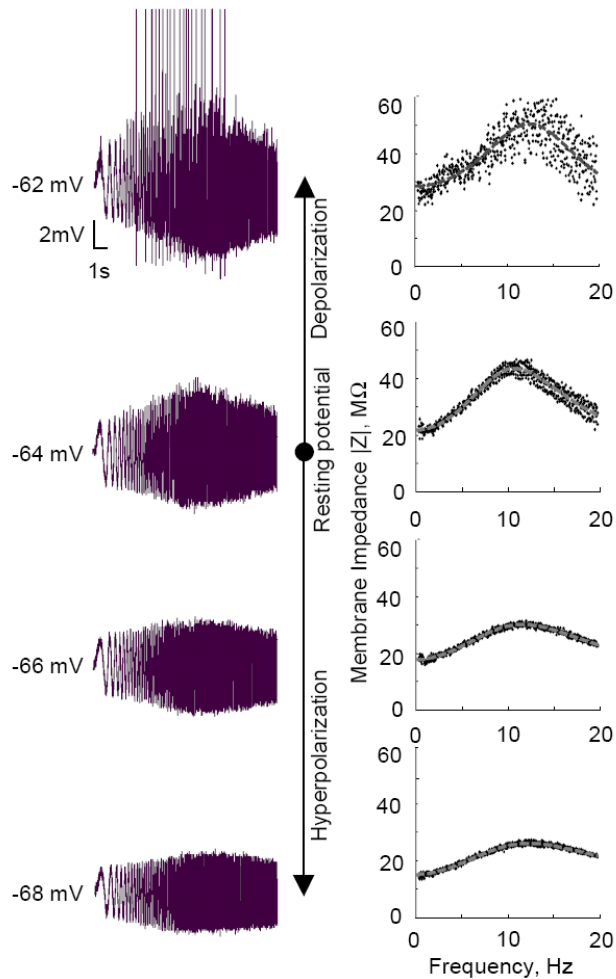 -62 mV
2mV
1s
-64 mV
-66 mV
-68 mV
Depolarization
Resting potential
Hyperpolarization
Membrane Impedance |Z|, MΩ
60
40
20
0
0 10 20
60
40
20
0
0 10 20
60
40
20
0
0 10 20
60
40
20
0
0 10 20
Frequency, Hz